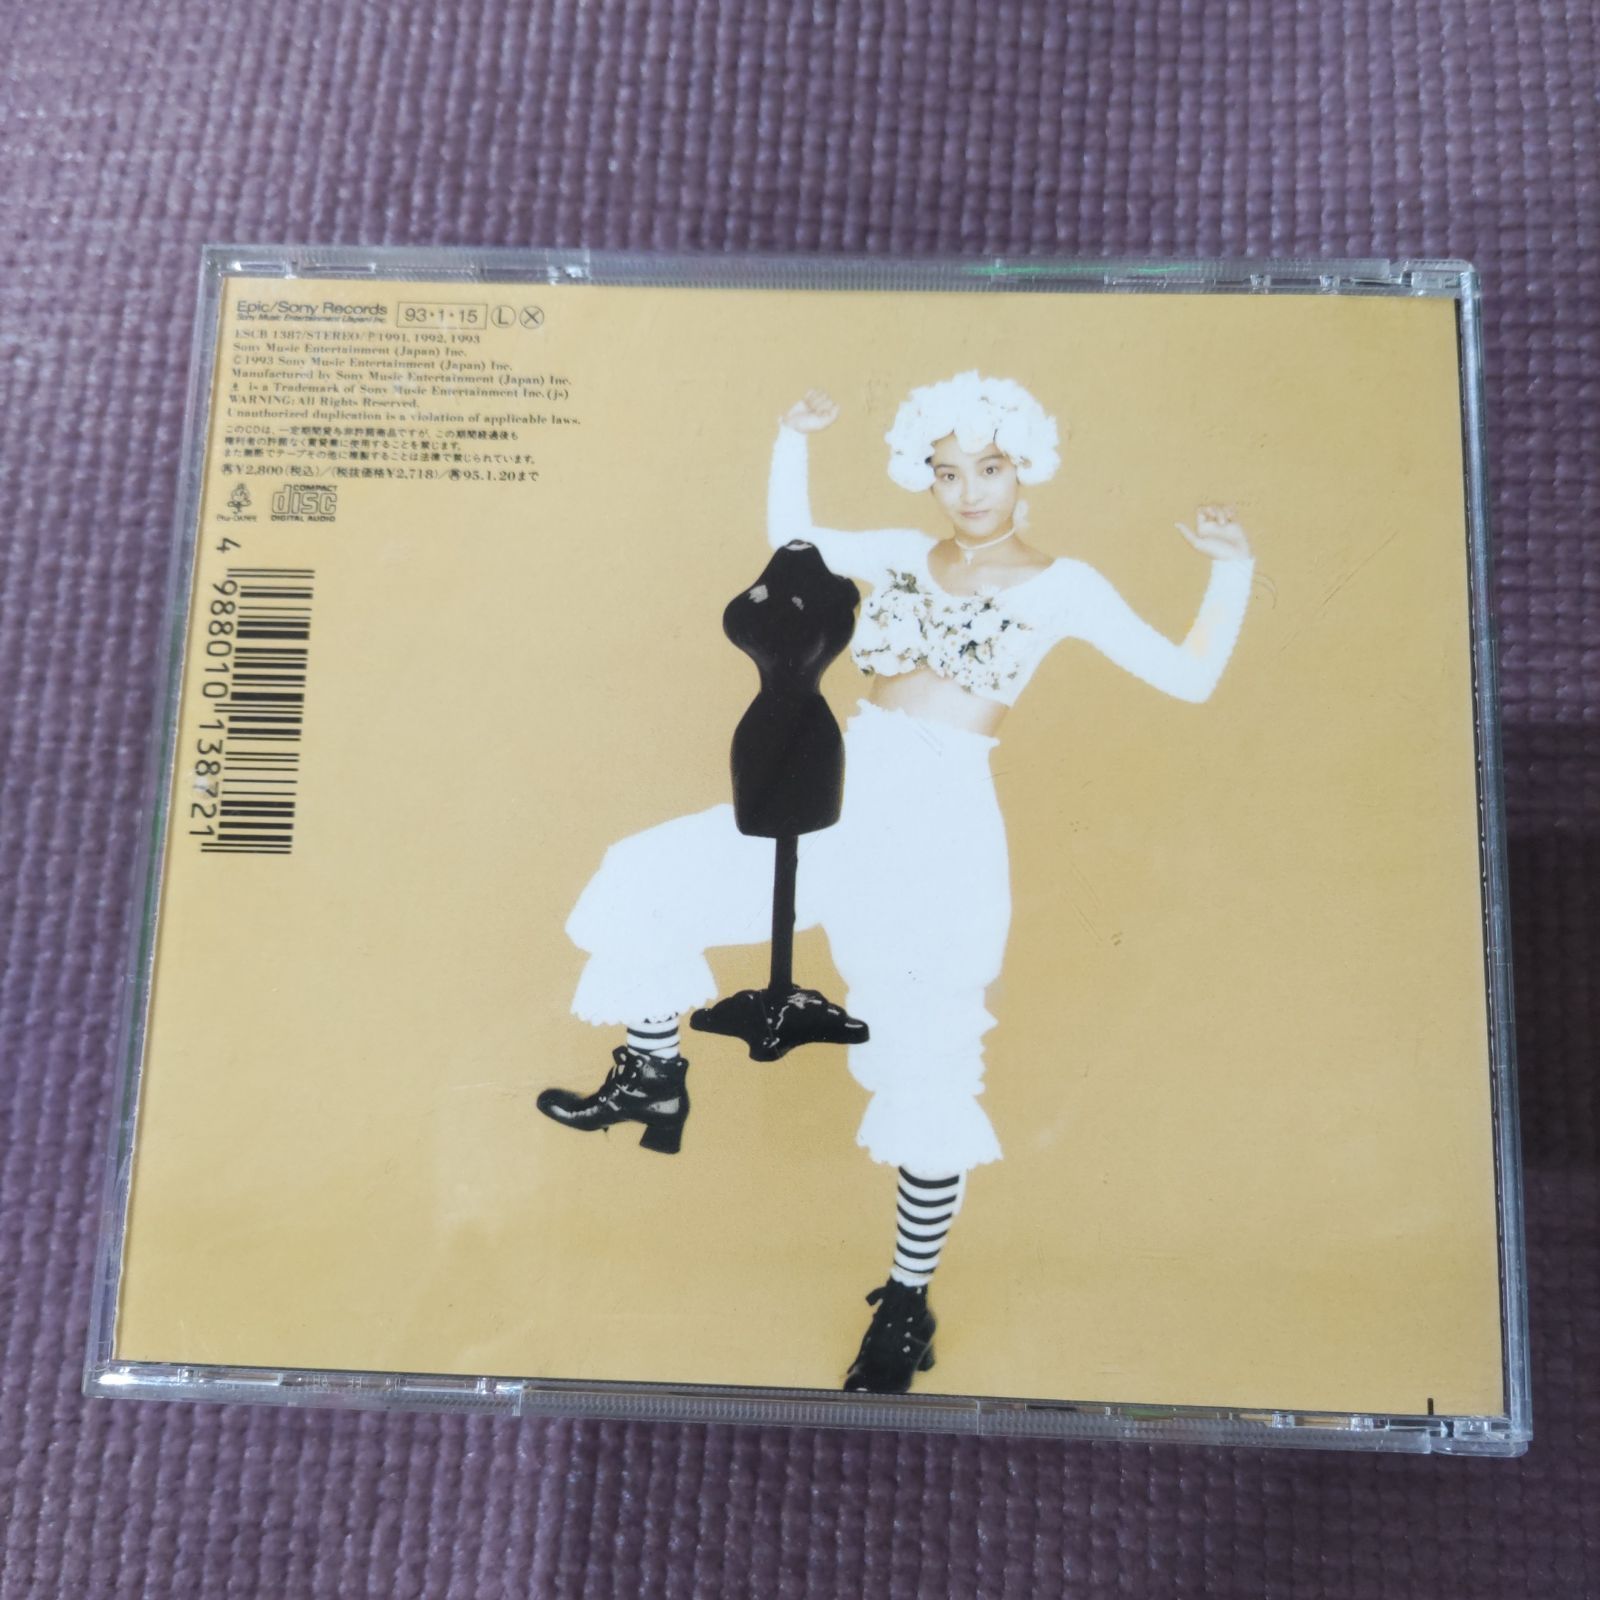 Epic/Sony Records 93・1・15 L X
Sony Music Entertainment (Japan) Inc.
ESCB 1387/STEREO/℗1991, 1992, 1993
Sony Music Entertainment (Japan) Inc.
©1993 Sony Music Entertainment (Japan) Inc.
Manufactured by Sony Music Entertainment (Japan) Inc.
is a Trademark of Sony Music Entertainment Inc. (js)
WARNING: All Rights Reserved.
Unauthorized duplication is a violation of applicable laws.
このCDは、一定期間貸与非許諾商品ですが、この期間経過後も
権利者の許諾なく賃貸業に使用することを禁じます。
また無断でテープその他に複製することは法律で禁じられています。
再¥2,800(税込)/(税抜価格¥2,718)/再95.1.20まで
COMPACT
disc
DIGITAL AUDIO
4 988010 138721